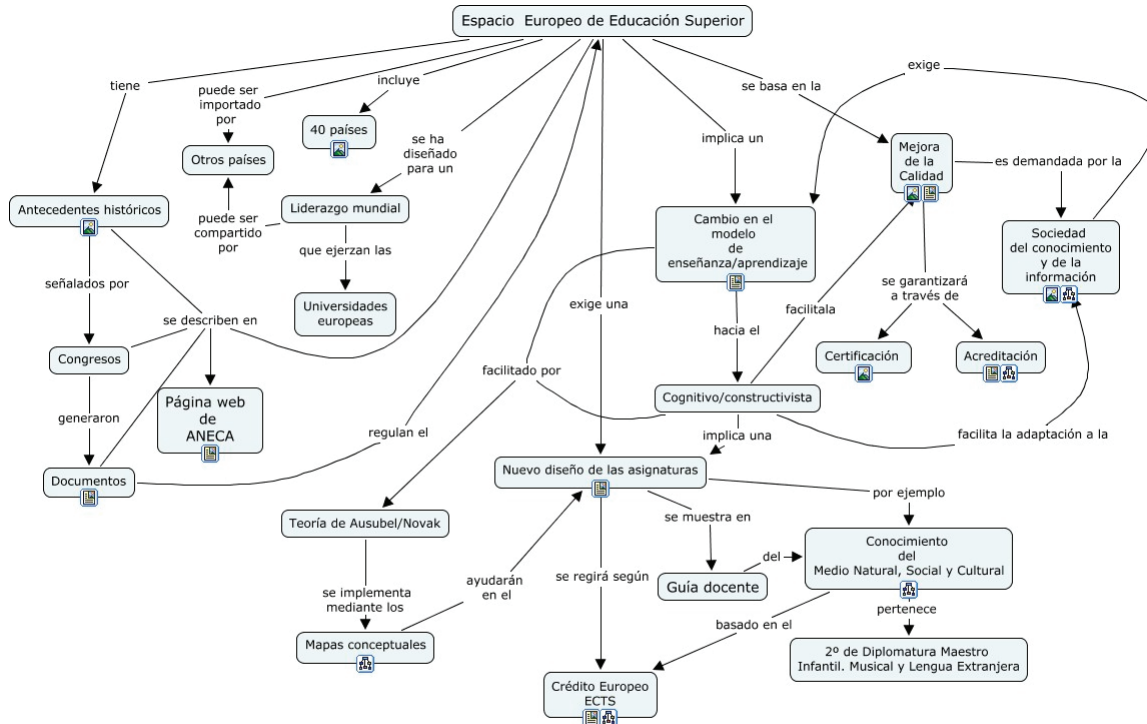 Espacio  Europeo de Educación Superior
tiene
puede ser
importado
por
incluye
se ha
diseñado
para un
implica un
se basa en la
exige
Otros países
40 países
Mejora
de la
Calidad
es demandada por la
Antecedentes históricos
puede ser
compartido
por
Liderazgo mundial
Cambio en el
modelo
de
enseñanza/aprendizaje
Sociedad
del conocimiento
y de la
información
señalados por
que ejerzan las
se garantizará
a través de
se describen en
Universidades
europeas
exige una
hacia el
facilitala
Congresos
Certificación
Acreditación
facilitado por
Página web
de
ANECA
Cognitivo/constructivista
generaron
regulan el
implica una
facilita la adaptación a la
Documentos
Nuevo diseño de las asignaturas
por ejemplo
Teoría de Ausubel/Novak
se muestra en
Conocimiento
del
Medio Natural, Social y Cultural
del
se implementa
mediante los
ayudarán
en el
se regirá según
Guía docente
basado en el
pertenece
Mapas conceptuales
2º de Diplomatura Maestro
Infantil. Musical y Lengua Extranjera
Crédito Europeo
ECTS